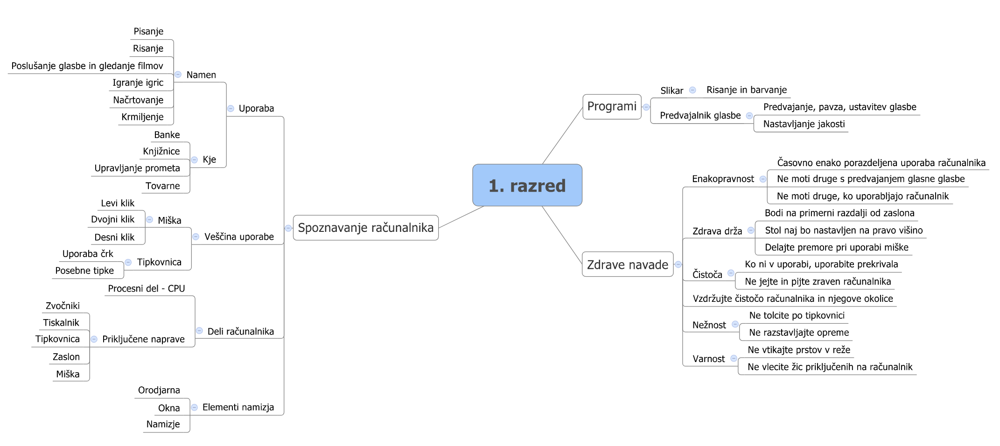 1. razred
Spoznavanje računalnika
Uporaba
Namen
Pisanje
Risanje
Poslušanje glasbe in gledanje filmov
Igranje igric
Načrtovanje
Krmiljenje
Kje
Banke
Knjižnice
Upravljanje prometa
Tovarne
Veščina uporabe
Miška
Levi klik
Dvojni klik
Desni klik
Tipkovnica
Uporaba črk
Posebne tipke
Deli računalnika
Procesni del - CPU
Priključene naprave
Zvočniki
Tiskalnik
Tipkovnica
Zaslon
Miška
Elementi namizja
Orodjarna
Okna
Namizje
Programi
Slikar
Risanje in barvanje
Predvajalnik glasbe
Predvajanje, pavza, ustavitev glasbe
Nastavljanje jakosti
Zdrave navade
Enakopravnost
Časovno enako porazdeljena uporaba računalnika
Ne moti druge s predvajanjem glasne glasbe
Ne moti druge, ko uporabljajo računalnik
Zdrava drža
Bodi na primerni razdalji od zaslona
Stol naj bo nastavljen na pravo višino
Delajte premore pri uporabi miške
Čistoča
Ko ni v uporabi, uporabite prekrivala
Ne jejte in pijte zraven računalnika
Vzdržujte čistočo računalnika in njegove okolice
Nežnost
Ne tolcite po tipkovnici
Ne razstavljajte opreme
Varnost
Ne vtikajte prstov v reže
Ne vlecite žic priključenih na računalnik